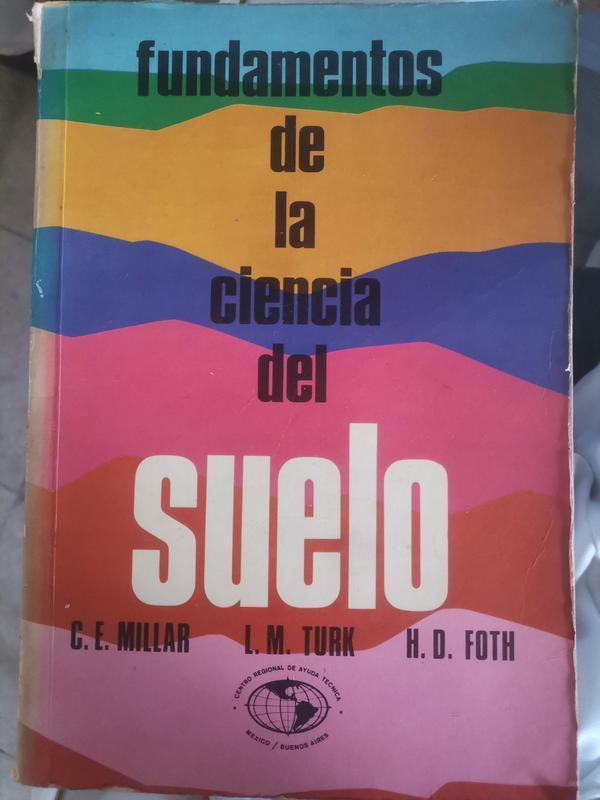 fundamentos
de
la
ciencia
del
suelo
C. E. MILLAR L. M. TURK H. D. FOTH
CENTRO REGIONAL DE AYUDA TECNICA
MEXICO / BUENOS AIRES